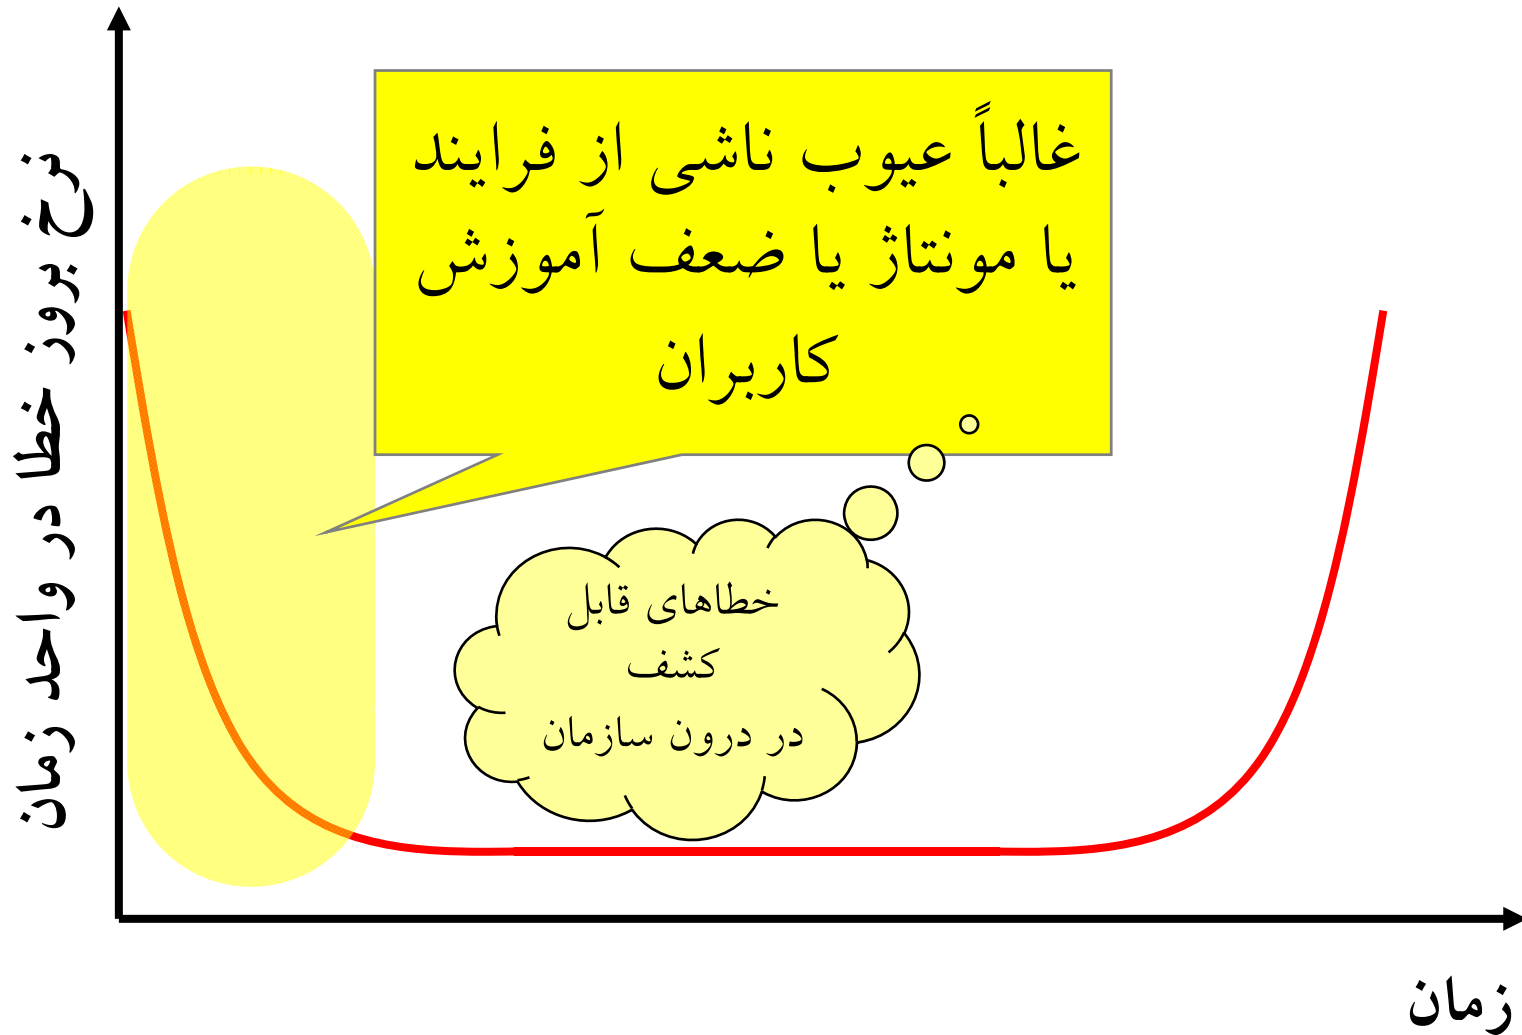 نرخ بروز خطا در واحد زمان
غالباً عیوب ناشی از فرایند
یا مونتاژ یا ضعف آموزش
کاربران
خطاهای قابل
کشف
در درون سازمان
زمان